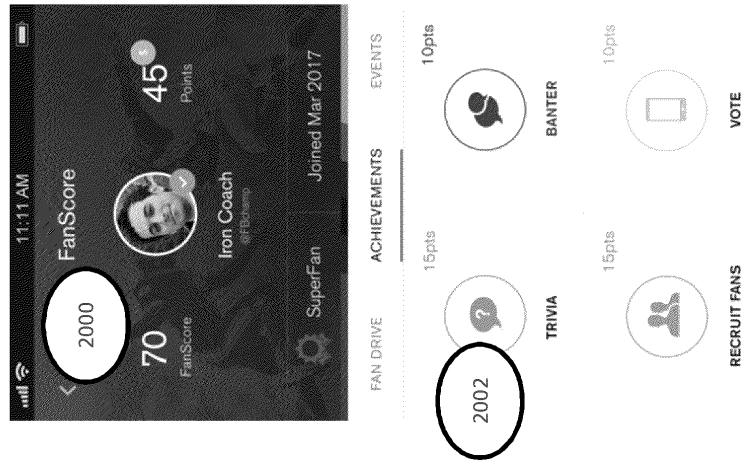 11:11 AM
FanScore
2000
70
FanScore
45
s
Points
Iron Coach
@FBchamp
SuperFan
Joined Mar 2017
FAN DRIVE
ACHIEVEMENTS
EVENTS
15pts
10pts
?
2002
TRIVIA
BANTER
15pts
10pts
RECRUIT FANS
VOTE